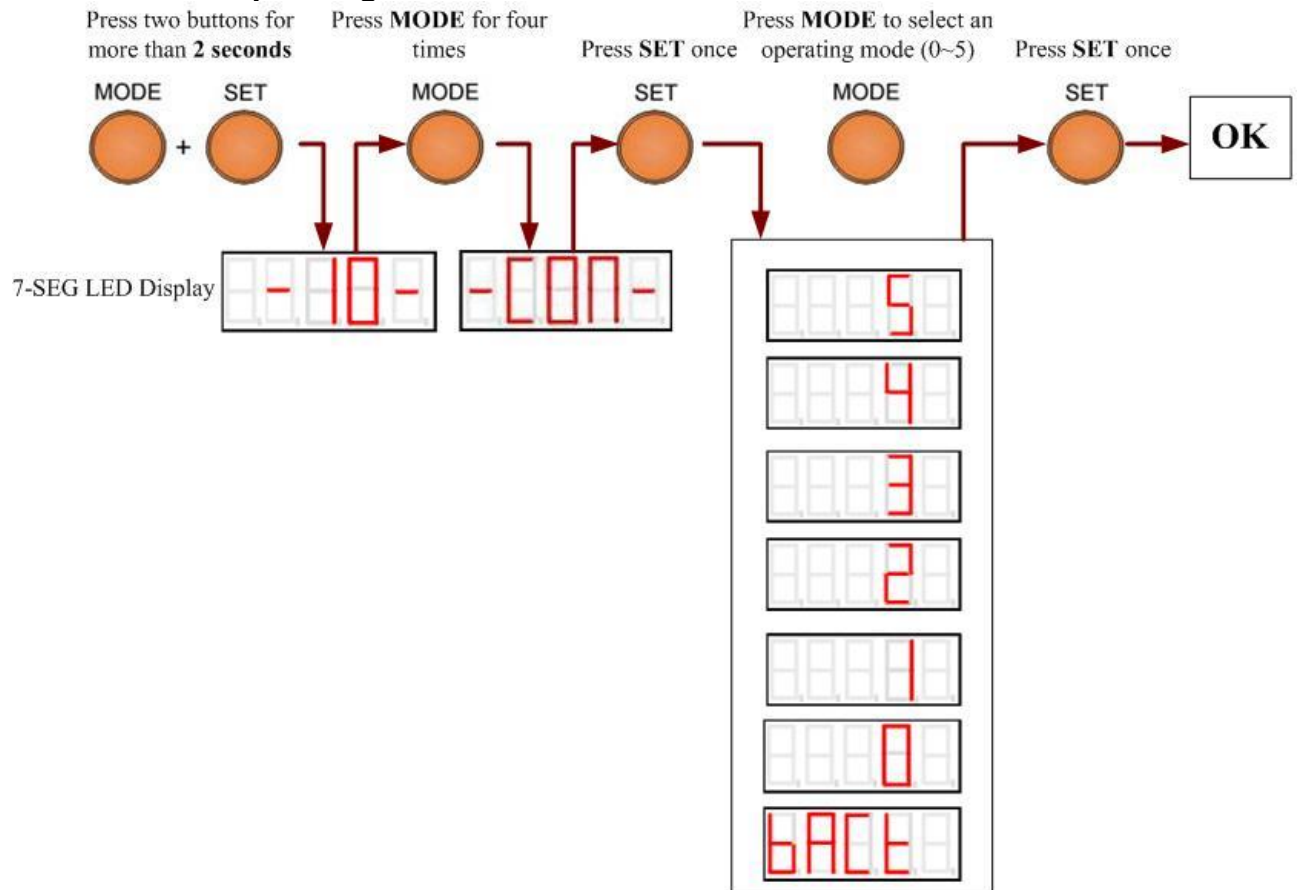 Press two buttons for
more than 2 seconds
Press MODE for four
times
Press SET once
Press MODE to select an
operating mode (0~5)
Press SET once
MODE
SET
MODE
SET
MODE
SET
+
OK
7-SEG LED Display
- 10 -
-CON-
5
4
3
2
1
0
bACk